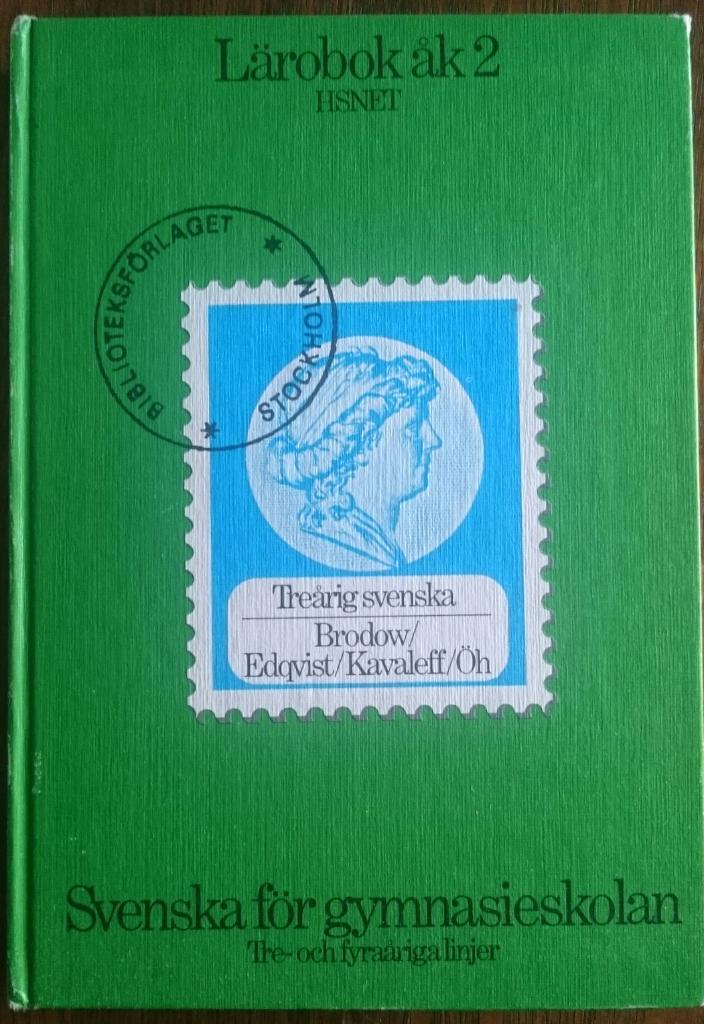 Lärobok åk 2
HSNET
BIBLIOTEKSFÖRLAGET
STOCKHOLM
Treårig svenska
Brodow/
Edqvist/Kavaleff/Öh
Svenska för gymnasieskolan
Tre- och fyraåriga linjer